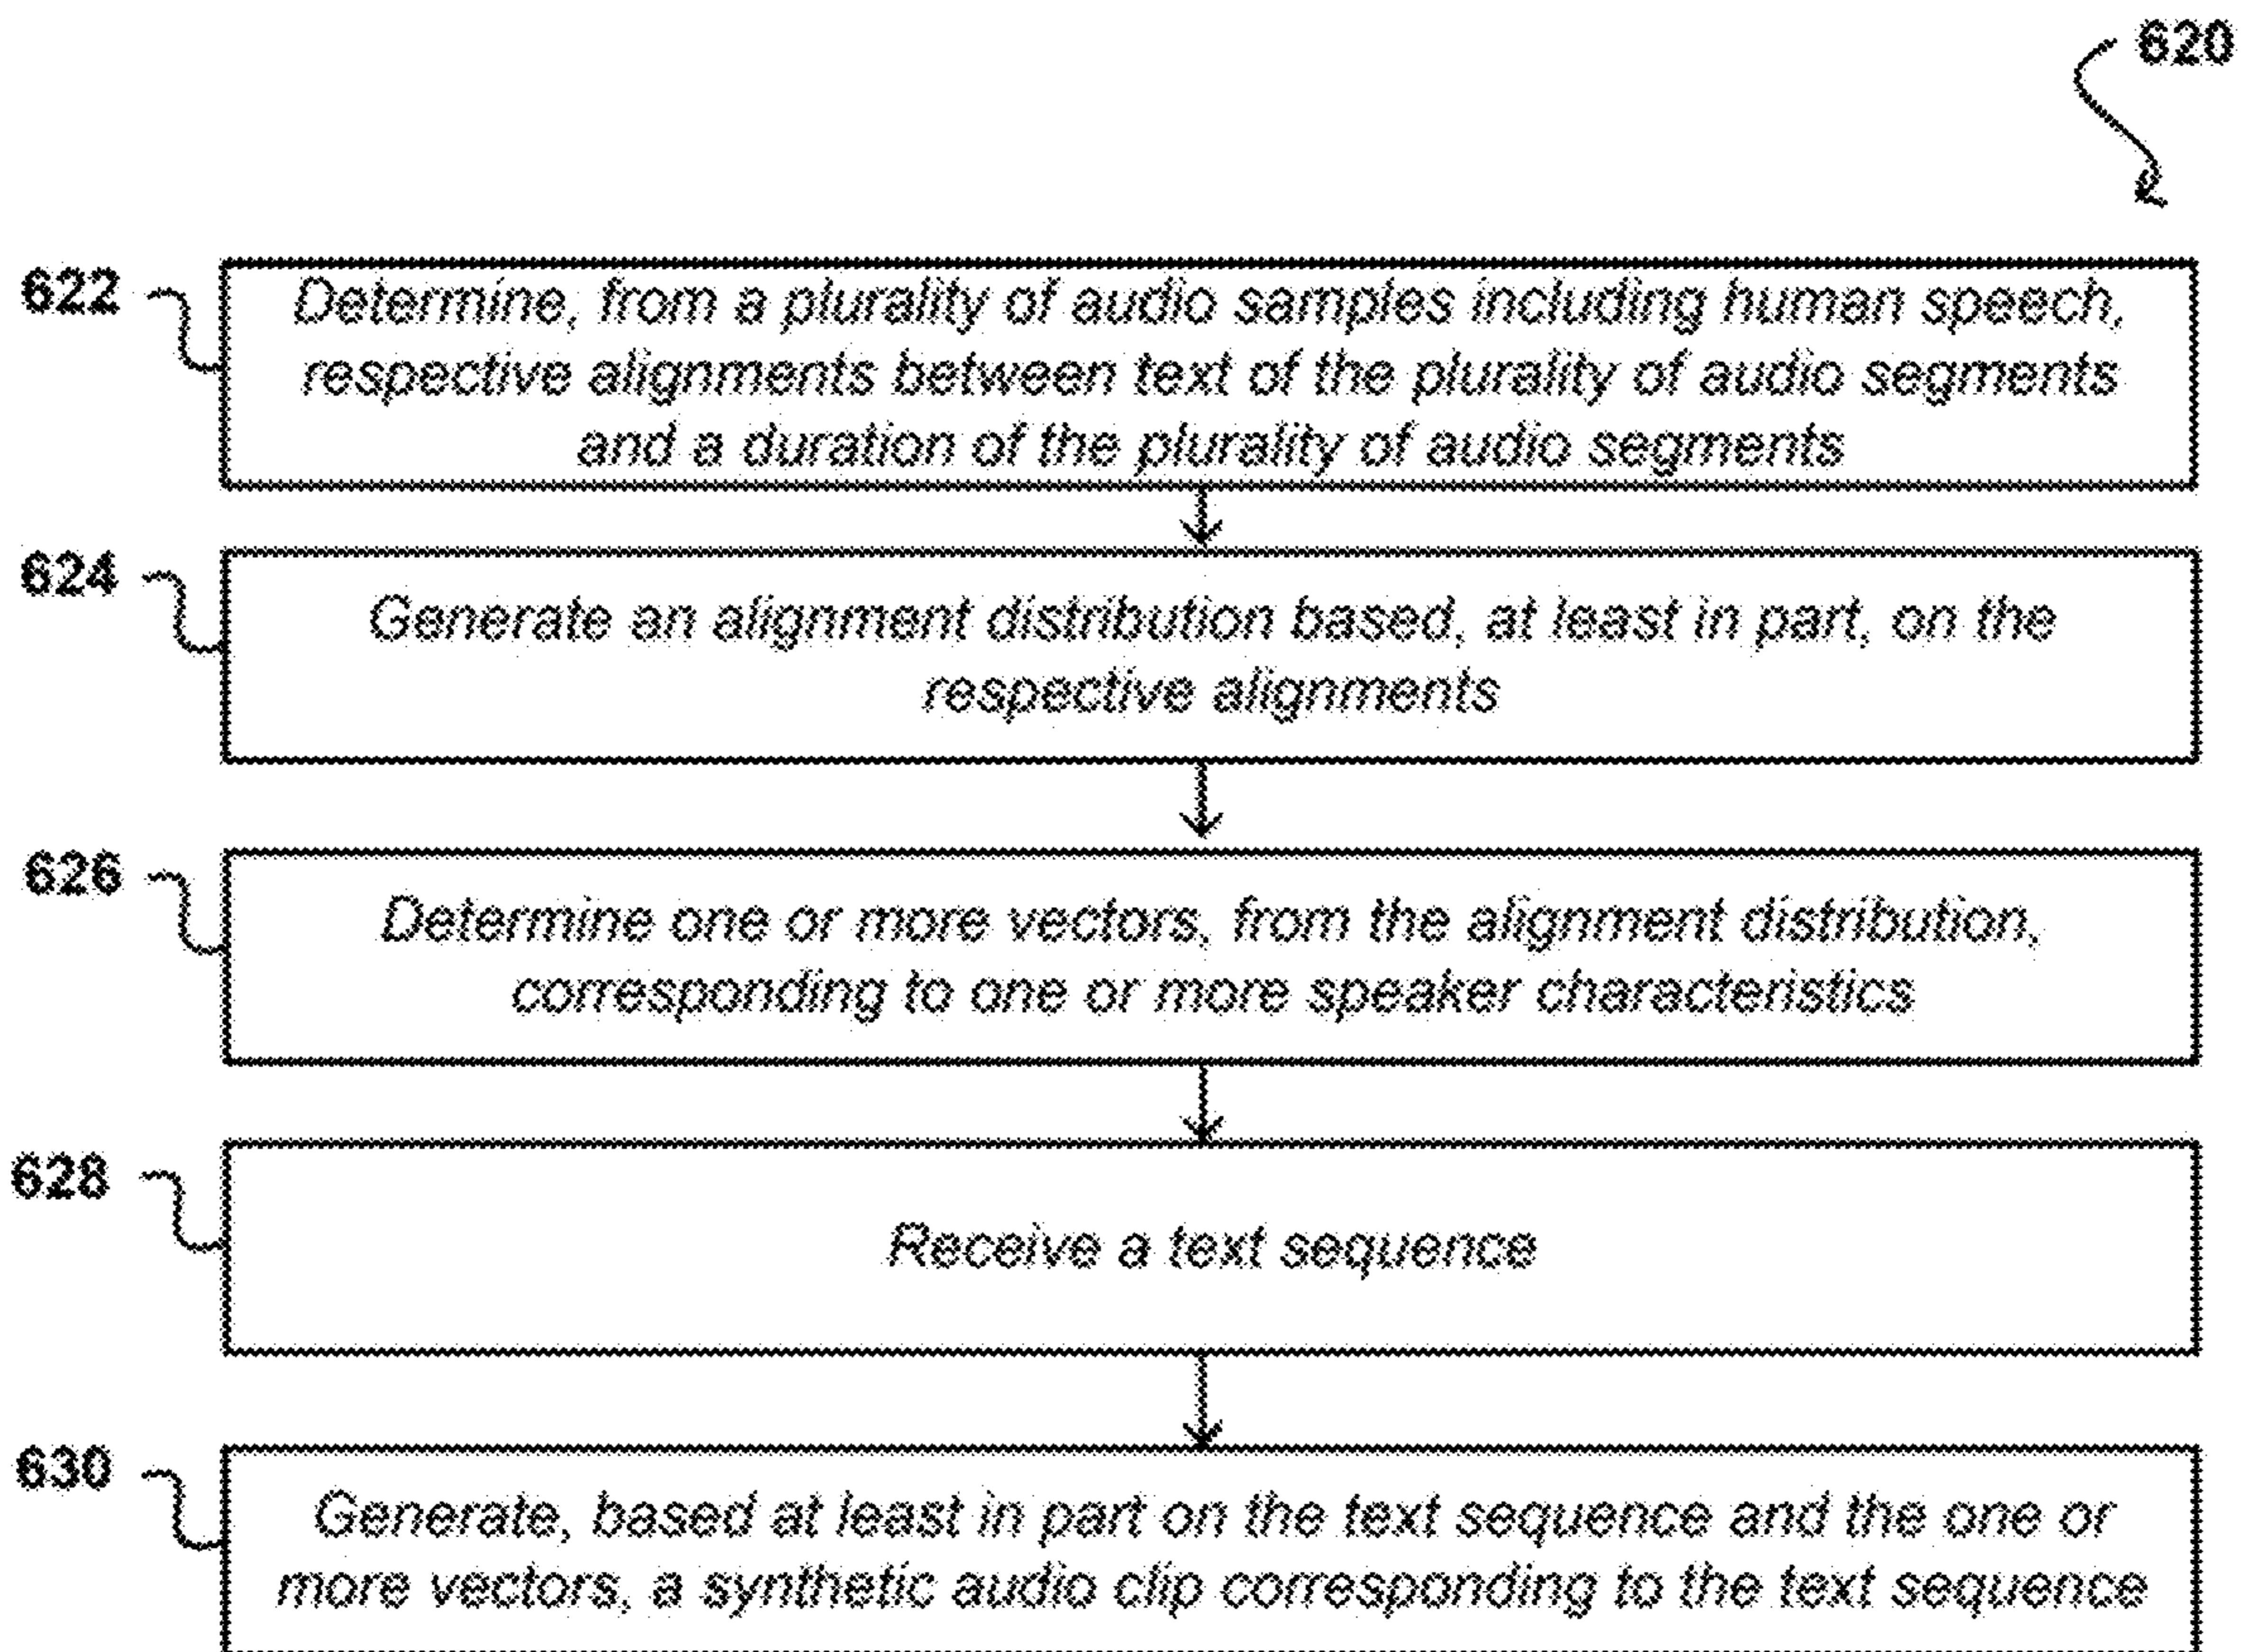 620
622
Determine, from a plurality of audio samples including human speech,
respective alignments between text of the plurality of audio segments
and a duration of the plurality of audio segments
624
Generate an alignment distribution based, at least in part, on the
respective alignments
626
Determine one or more vectors, from the alignment distribution,
corresponding to one or more speaker characteristics
628
Receive a text sequence
630
Generate, based at least in part on the text sequence and the one or
more vectors, a synthetic audio clip corresponding to the text sequence